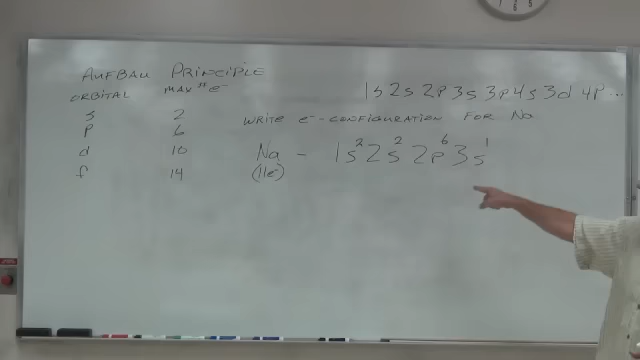 AUFBAU PRINCIPLE
ORBITAL MAX # e⁻
s 2
p 6
d 10
f 14
1s 2s 2p 3s 3p 4s 3d 4p ...
WRITE e⁻-CONFIGURATION FOR Na
Na - 1s² 2s² 2p⁶ 3s¹
(11e⁻)